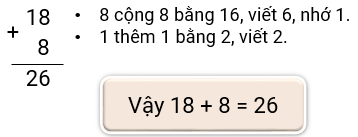 18
+
8
26
• 8 cộng 8 bằng 16, viết 6, nhớ 1.
• 1 thêm 1 bằng 2, viết 2.
Vậy 18 + 8 = 26